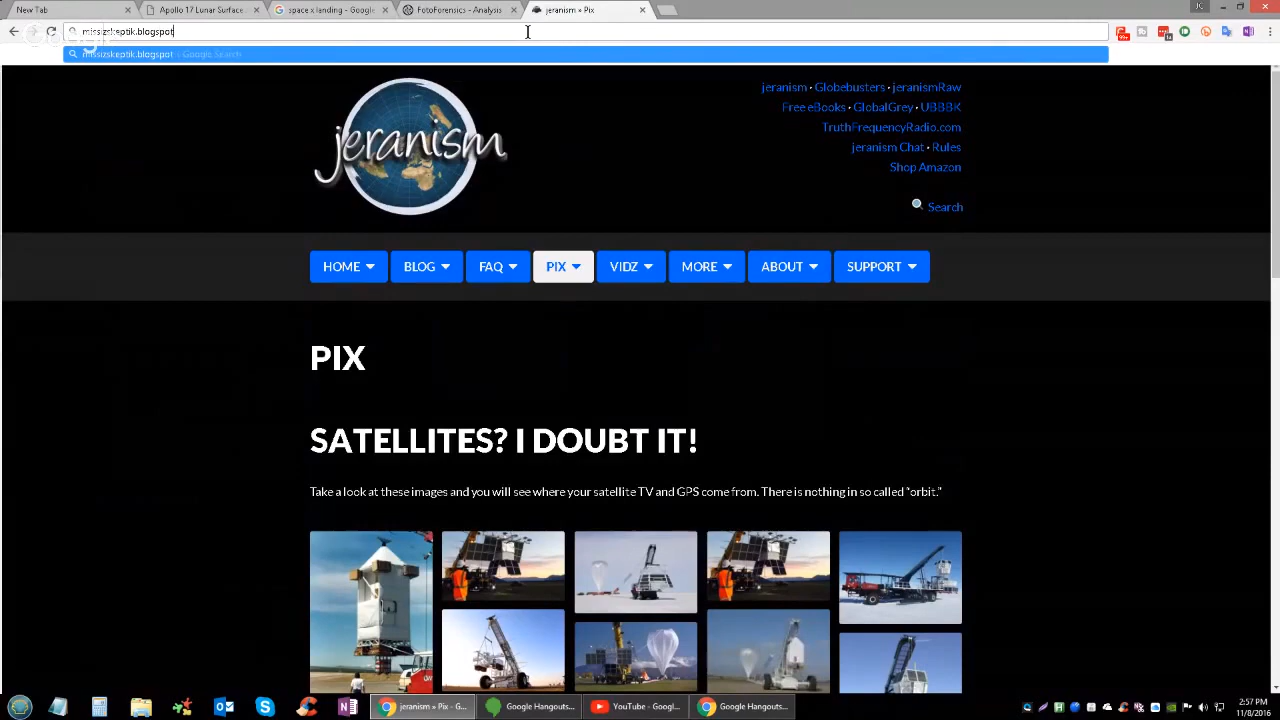 New Tab
Apollo 17 Lunar Surface
space x landing - Google
FotoForensics - Analysis
jeranism » Pix
missizskeptik.blogspot
missizskeptik.blogspot | Google Search
jeranism
jeranism · Globebusters · jeranismRaw
Free eBooks · GlobalGrey · UBBBK
TruthFrequencyRadio.com
jeranism Chat · Rules
Shop Amazon
Search
HOME BLOG FAQ PIX VIDZ MORE ABOUT SUPPORT
PIX
SATELLITES? I DOUBT IT!
Take a look at these images and you will see where your satellite TV and GPS come from. There is nothing in so called “orbit.”
jeranism » Pix - G...
Google Hangouts...
YouTube - Googl...
Google Hangouts...
2:57 PM
11/8/2016